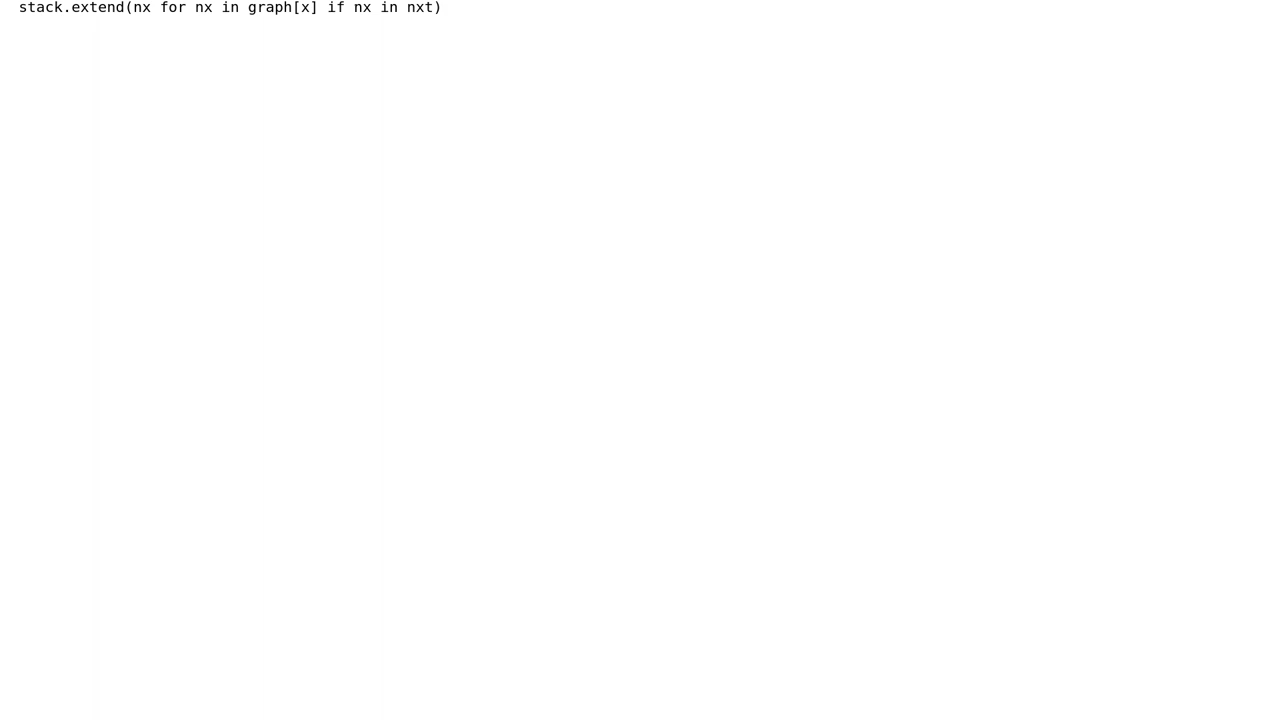 stack.extend(nx for nx in graph[x] if nx in nxt)